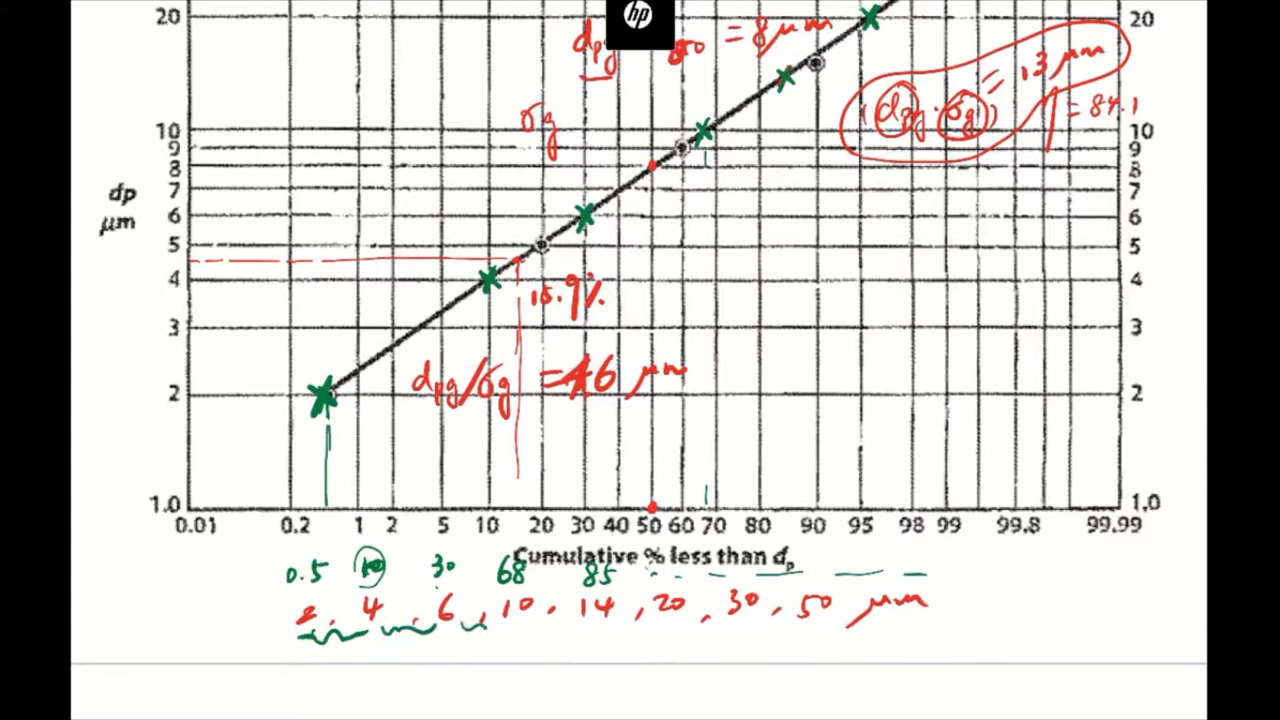 20 20
hp
dpg 50 = 8 μm
(dpg · σg) = 13 μm
σg = 84.1
10 10
9 9
8 8
dp 7 7
μm 6 6
5 5
4 4
15.9%
3 3
dpg/σg = 4.6 μm
2 2
1.0 1.0
0.01 0.2 1 2 5 10 20 30 40 50 60 70 80 90 95 98 99 99.8 99.99
Cumulative % less than dp
0.5 10 30 68 85
2, 4, 6, 10, 14, 20, 30, 50 μm